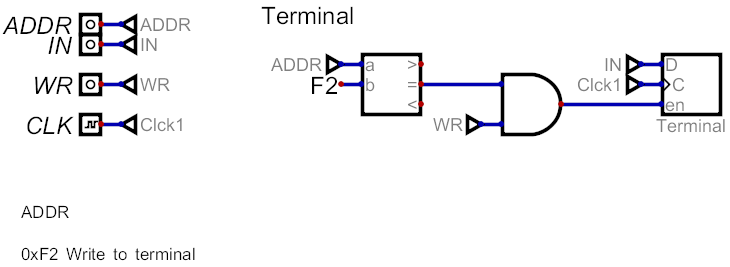 Terminal
ADDR ADDR
IN IN
WR WR
CLK Clck1
ADDR a >
F2 b =
<
WR
IN D
Clck1 C
en
Terminal
ADDR
0xF2 Write to terminal